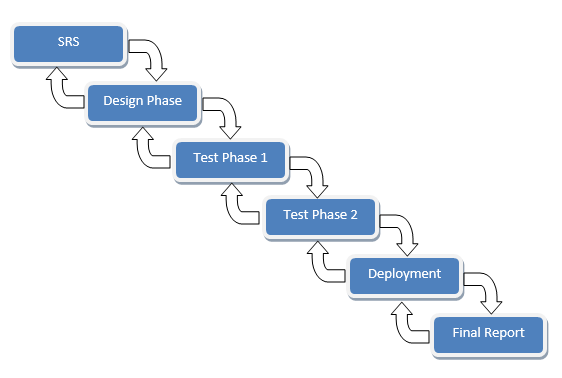 SRS
Design Phase
Test Phase 1
Test Phase 2
Deployment
Final Report